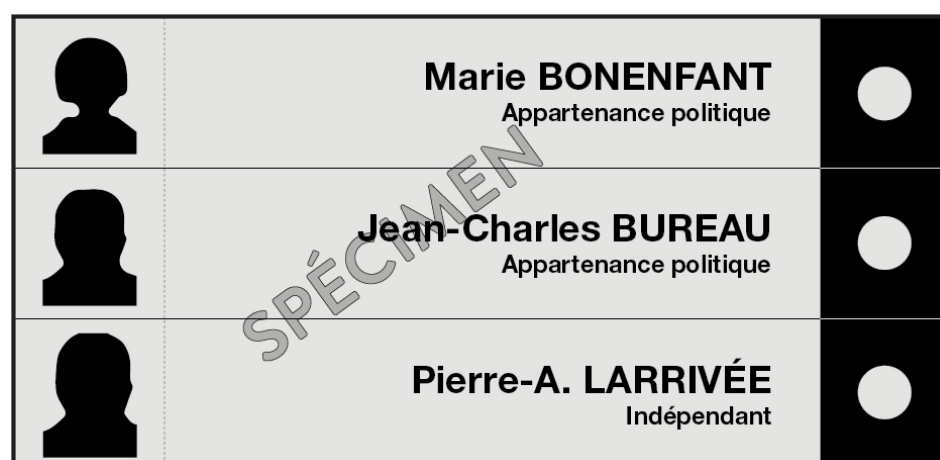 Marie BONENFANT
Appartenance politique
Jean-Charles BUREAU
Appartenance politique
SPÉCIMEN
Pierre-A. LARRIVÉE
Indépendant